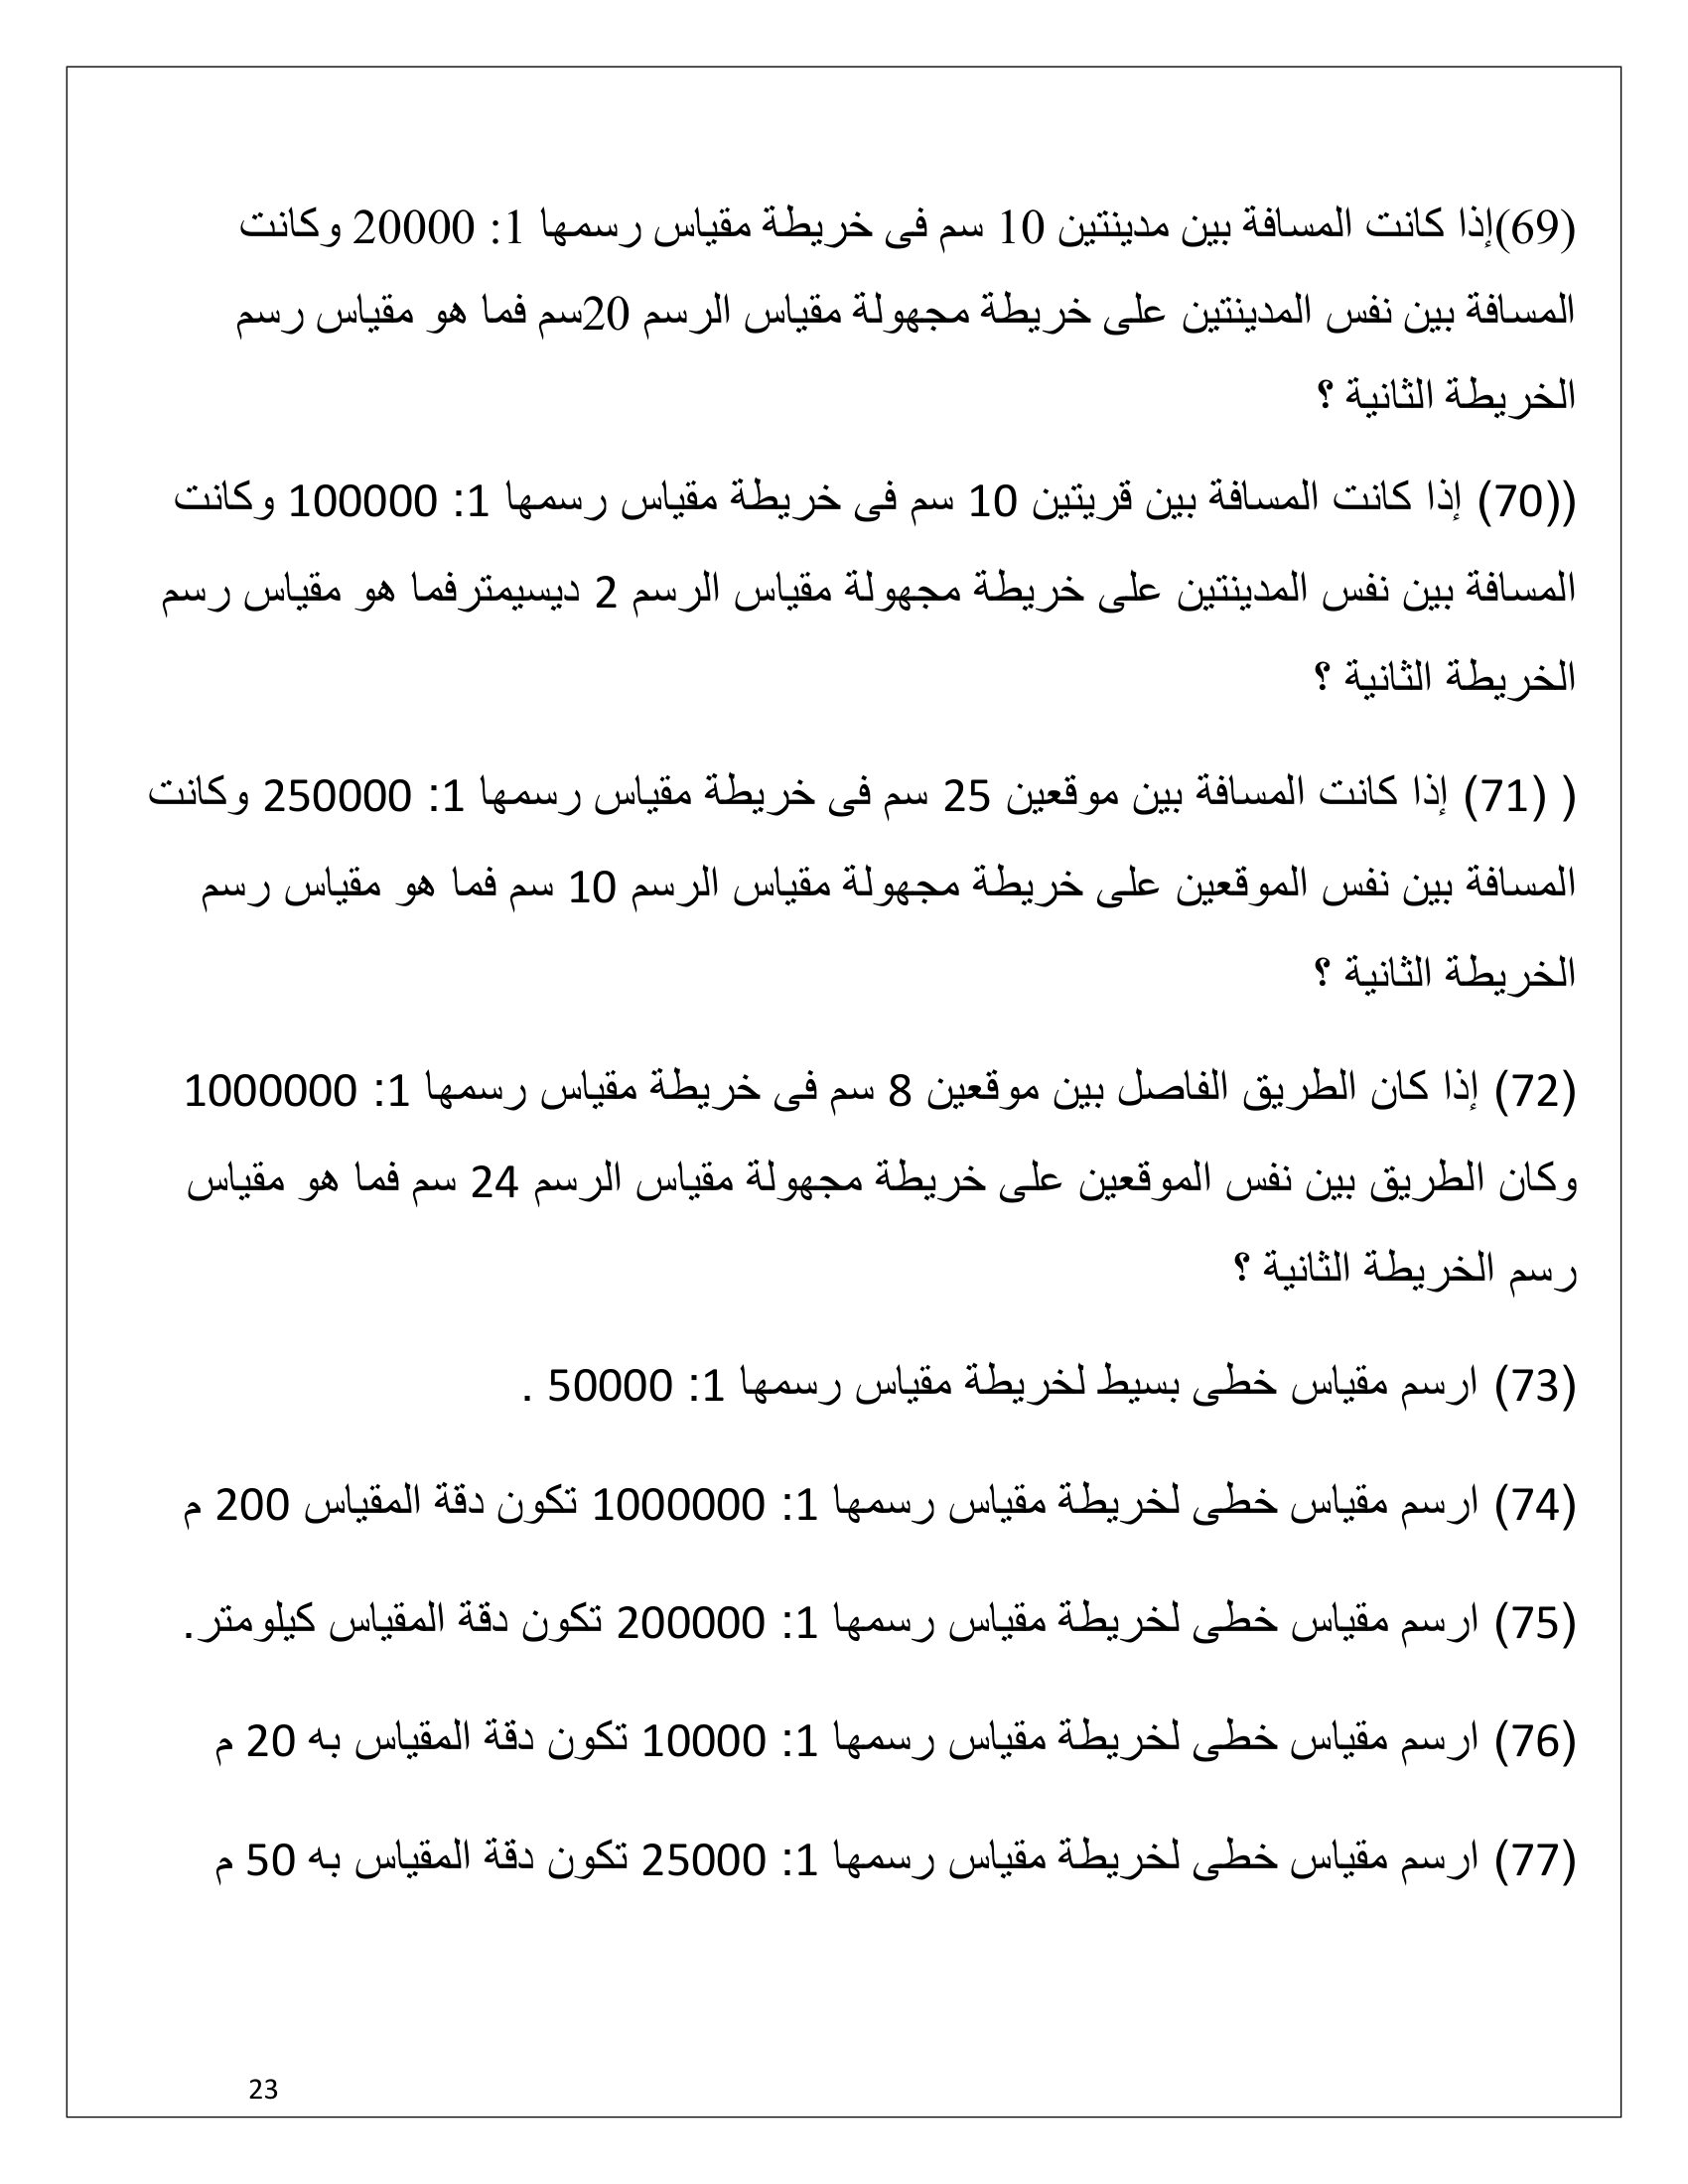 (69)إذا كانت المسافة بين مدينتين 10 سم فى خريطة مقياس رسمها 1: 20000 وكانت
المسافة بين نفس المدينتين على خريطة مجهولة مقياس الرسم 20سم فما هو مقياس رسم
الخريطة الثانية ؟
((70) إذا كانت المسافة بين قريتين 10 سم فى خريطة مقياس رسمها 1: 100000 وكانت
المسافة بين نفس المدينتين على خريطة مجهولة مقياس الرسم 2 ديسيمترفما هو مقياس رسم
الخريطة الثانية ؟
( (71) إذا كانت المسافة بين موقعين 25 سم فى خريطة مقياس رسمها 1: 250000 وكانت
المسافة بين نفس الموقعين على خريطة مجهولة مقياس الرسم 10 سم فما هو مقياس رسم
الخريطة الثانية ؟
(72) إذا كان الطريق الفاصل بين موقعين 8 سم فى خريطة مقياس رسمها 1: 1000000
وكان الطريق بين نفس الموقعين على خريطة مجهولة مقياس الرسم 24 سم فما هو مقياس
رسم الخريطة الثانية ؟
(73) ارسم مقياس خطى بسيط لخريطة مقياس رسمها 1: 50000 .
(74) ارسم مقياس خطى لخريطة مقياس رسمها 1: 1000000 تكون دقة المقياس 200 م
(75) ارسم مقياس خطى لخريطة مقياس رسمها 1: 200000 تكون دقة المقياس كيلومتر.
(76) ارسم مقياس خطى لخريطة مقياس رسمها 1: 10000 تكون دقة المقياس به 20 م
(77) ارسم مقياس خطى لخريطة مقياس رسمها 1: 25000 تكون دقة المقياس به 50 م
23